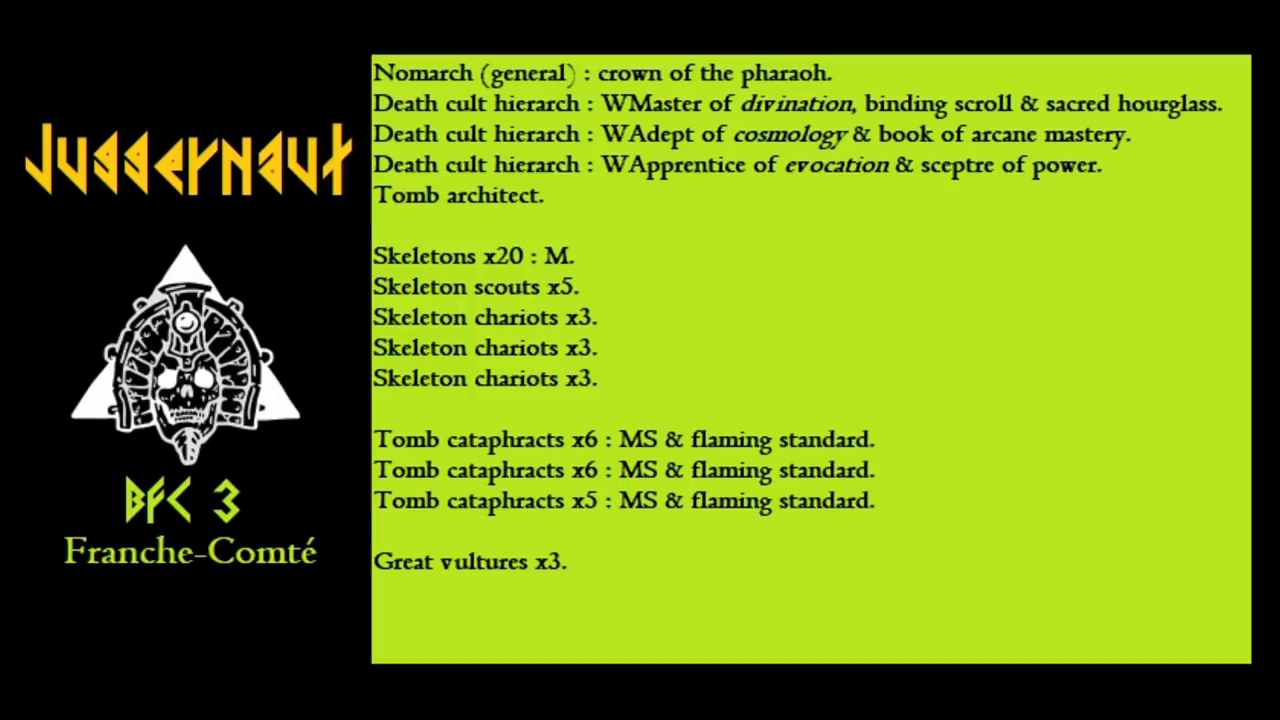 Juggernaut
BFC 3
Franche-Comté
Nomarch (general) : crown of the pharaoh.
Death cult hierarch : WMaster of divination, binding scroll & sacred hourglass.
Death cult hierarch : WAdept of cosmology & book of arcane mastery.
Death cult hierarch : WApprentice of evocation & sceptre of power.
Tomb architect.
Skeletons x20 : M.
Skeleton scouts x5.
Skeleton chariots x3.
Skeleton chariots x3.
Skeleton chariots x3.
Tomb cataphracts x6 : MS & flaming standard.
Tomb cataphracts x6 : MS & flaming standard.
Tomb cataphracts x5 : MS & flaming standard.
Great vultures x3.